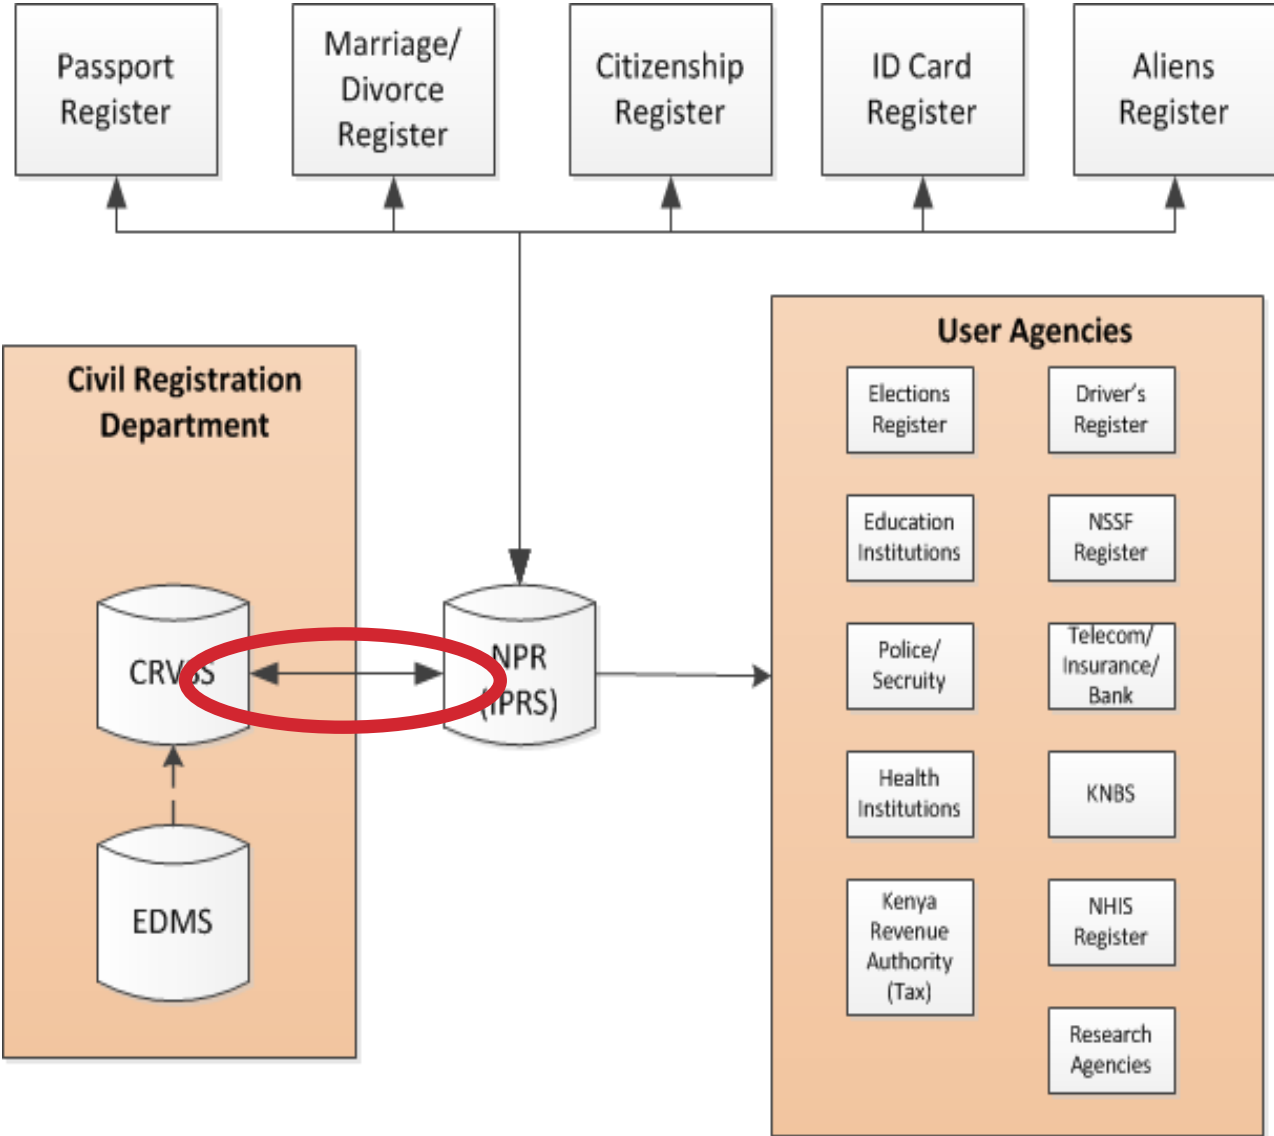 Passport
Register
Marriage/
Divorce
Register
Citizenship
Register
ID Card
Register
Aliens
Register
Civil Registration
Department
CRVSS
EDMS
NPR
(IPRS)
User Agencies
Elections
Register
Driver's
Register
Education
Institutions
NSSF
Register
Police/
Secruity
Telecom/
Insurance/
Bank
Health
Institutions
KNBS
Kenya
Revenue
Authority
(Tax)
NHIS
Register
Research
Agencies